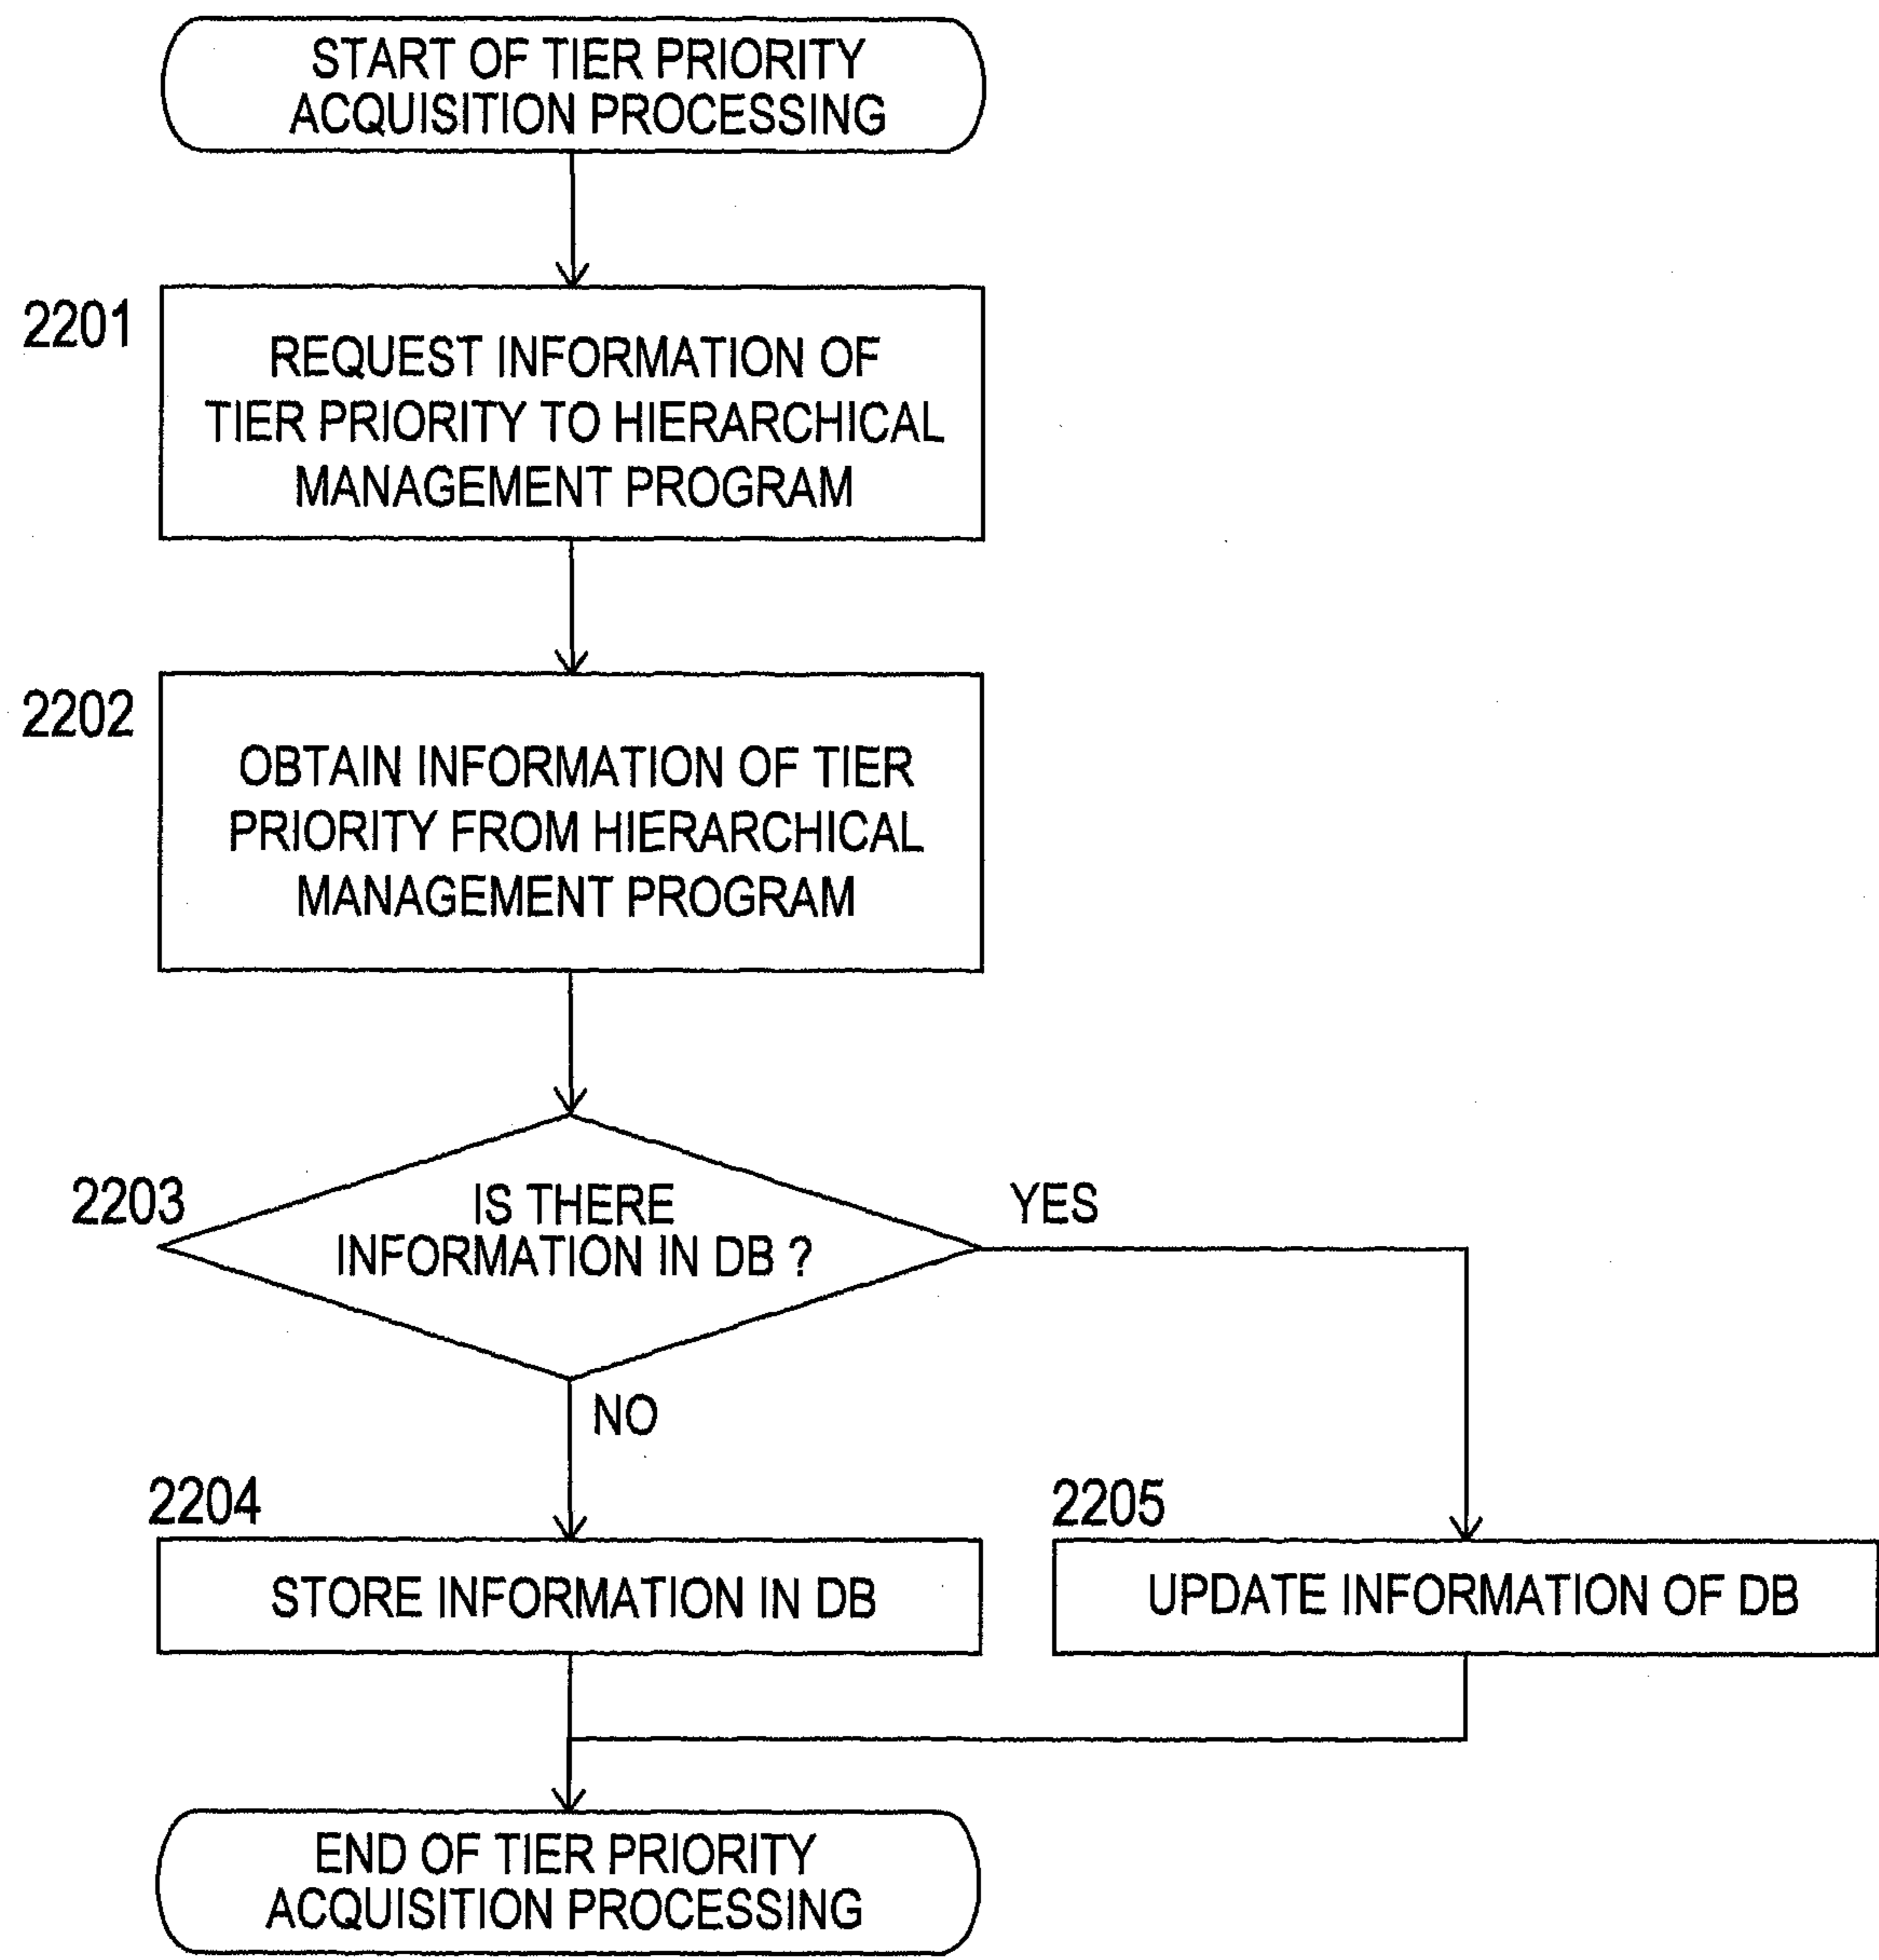 START OF TIER PRIORITY
ACQUISITION PROCESSING
2201
REQUEST INFORMATION OF
TIER PRIORITY TO HIERARCHICAL
MANAGEMENT PROGRAM
2202
OBTAIN INFORMATION OF TIER
PRIORITY FROM HIERARCHICAL
MANAGEMENT PROGRAM
2203
IS THERE
INFORMATION IN DB ?
YES
NO
2204
STORE INFORMATION IN DB
2205
UPDATE INFORMATION OF DB
END OF TIER PRIORITY
ACQUISITION PROCESSING